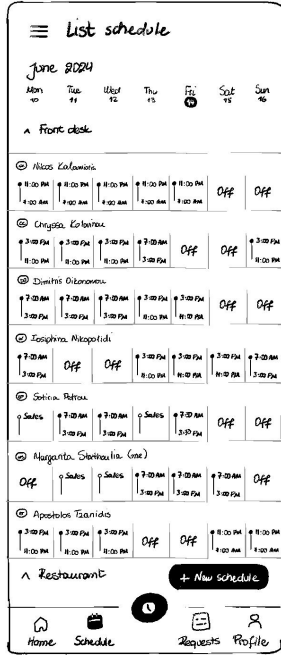 List schedule
June 2024
Mon Tue Wed Thu Fri Sat Sun
10 11 12 13 14 15 16
Front desk
Nikos Kalomiris
11:00 PM 11:00 PM 11:00 PM 11:00 PM 11:00 PM Off Off
7:00 AM 7:00 AM 7:00 AM 7:00 AM 7:00 AM
Chryssa Kolarinou
3:00 PM 3:00 PM 3:00 PM 3:00 PM Off Off 3:00 PM
11:00 PM 11:00 PM 11:00 PM 11:00 PM 11:00 PM
Dimitris Oikonomou
7:00 AM 7:00 AM 7:00 AM 3:00 PM 3:00 PM Off Off
3:00 PM 3:00 PM 3:00 PM 11:00 PM 11:00 PM
Iosiphina Nikopolidi
7:00 AM Off Off 3:00 PM 3:00 PM 3:00 PM 3:00 PM
3:00 PM 11:00 PM 11:00 PM 11:00 PM 11:00 PM
Sotiria Petrou
Sales 7:00 AM 7:00 AM Sales 7:00 AM Off Off
3:00 PM 3:00 PM 3:30 PM
Margarita Stathoulia (me)
Off Sales Sales 7:00 AM 7:00 AM 7:00 AM Off
3:00 PM 3:00 PM 3:00 PM
Apostolos Tzanidis
3:00 PM 3:00 PM 3:00 PM Off Off 11:00 PM 11:00 PM
11:00 PM 11:00 PM 11:00 PM 7:00 AM 7:00 AM
Restaurant
+ New schedule
Home Schedule Requests Profile